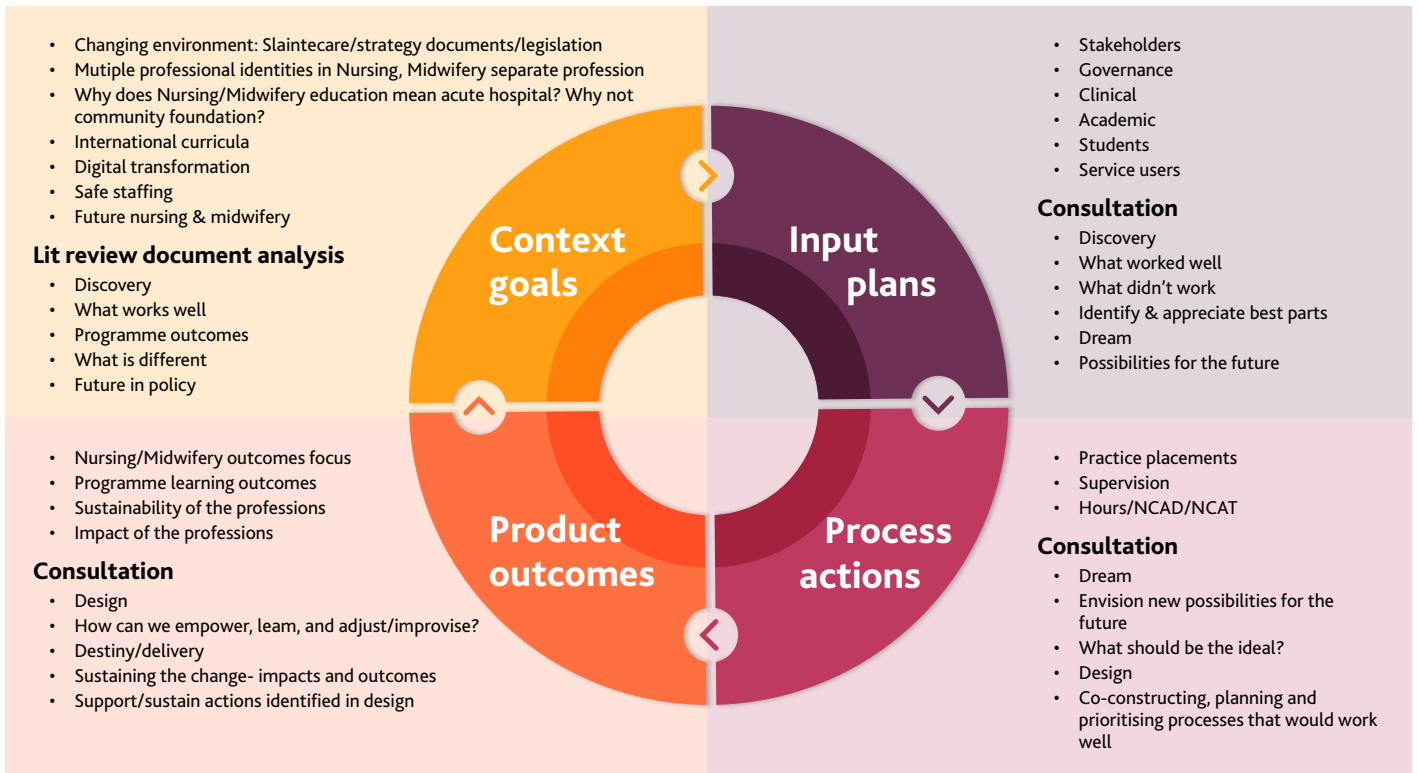 • Changing environment: Slaintecare/strategy documents/legislation
• Mutiple professional identities in Nursing, Midwifery separate profession
• Why does Nursing/Midwifery education mean acute hospital? Why not
community foundation?
• International curricula
• Digital transformation
• Safe staffing
• Future nursing & midwifery
Lit review document analysis
• Discovery
• What works well
• Programme outcomes
• What is different
• Future in policy
Context
goals
Input
plans
• Stakeholders
• Governance
• Clinical
• Academic
• Students
• Service users
Consultation
• Discovery
• What worked well
• What didn't work
• Identify & appreciate best parts
• Dream
• Possibilities for the future
• Nursing/Midwifery outcomes focus
• Programme learning outcomes
• Sustainability of the professions
• Impact of the professions
Consultation
• Design
• How can we empower, leam, and adjust/improvise?
• Destiny/delivery
• Sustaining the change- impacts and outcomes
• Support/sustain actions identified in design
Product
outcomes
Process
actions
• Practice placements
• Supervision
• Hours/NCAD/NCAT
Consultation
• Dream
• Envision new possibilities for the
future
• What should be the ideal?
• Design
• Co-constructing, planning and
prioritising processes that would work
well